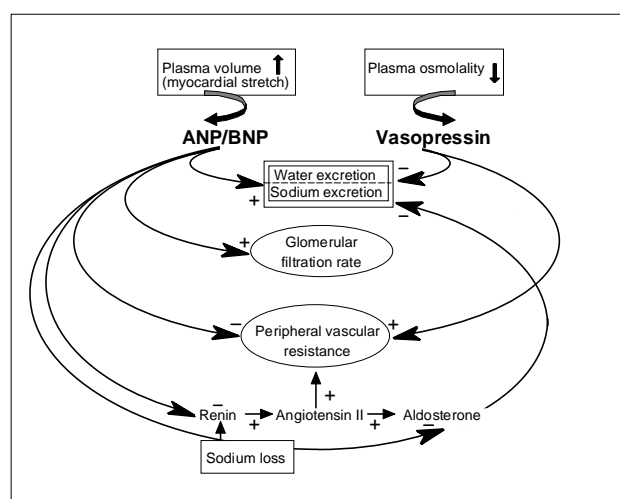 Plasma volume
(myocardial stretch)
Plasma osmolality
ANP/BNP
Vasopressin
Water excretion
Sodium excretion
−
+
−
+
Glomerular
filtration rate
−
+
Peripheral vascular
resistance
+
−
Renin
+
Angiotensin II
+
Aldosterone
−
Sodium loss